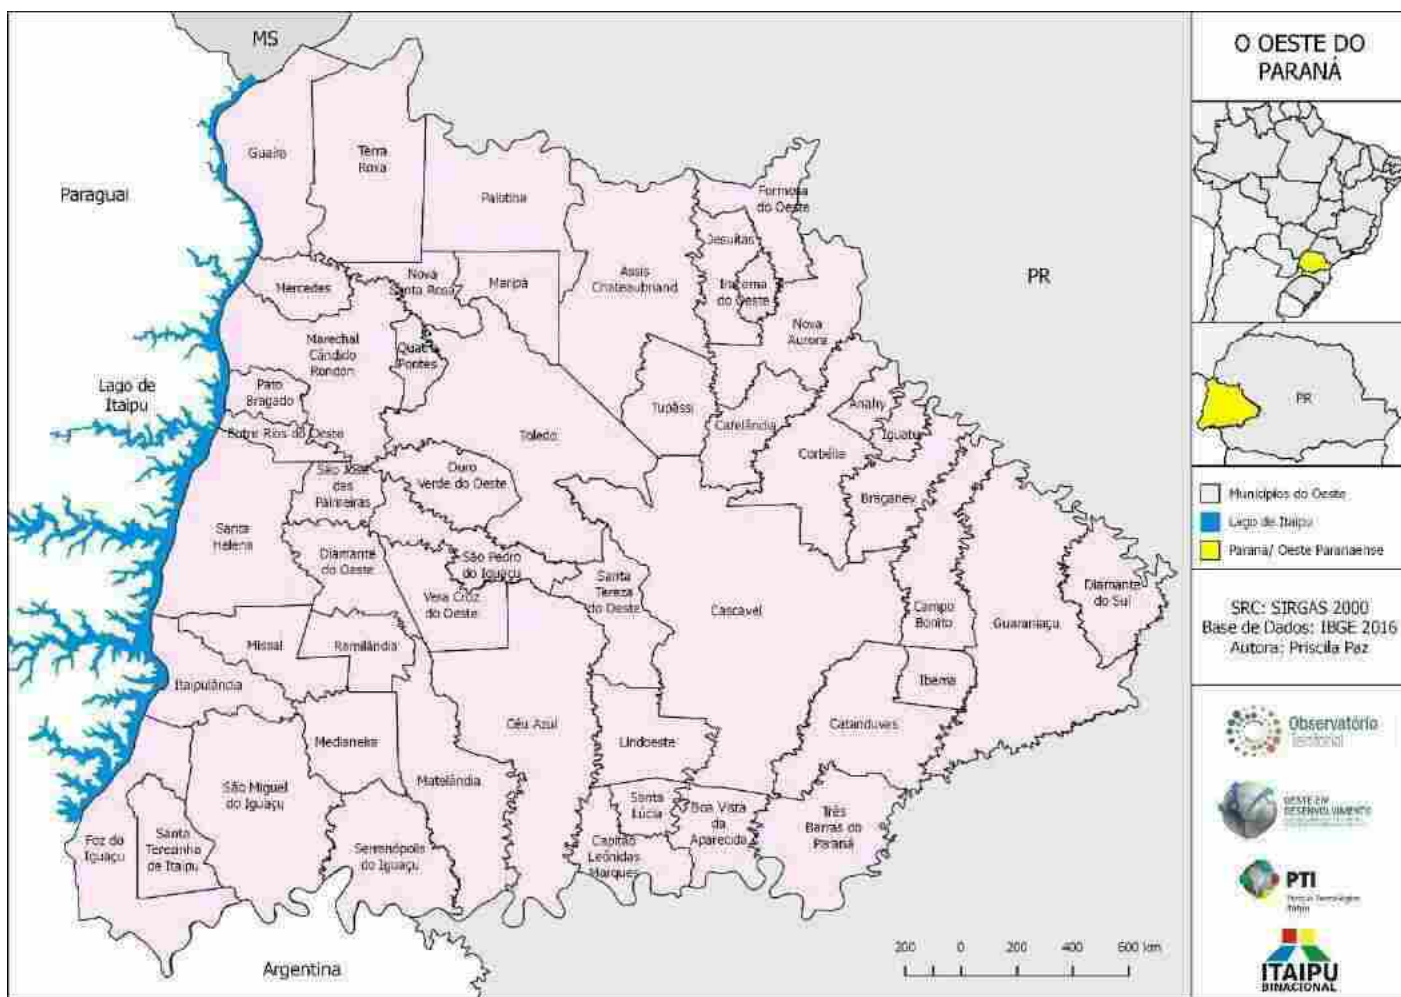 MS
Guaíra
Terra
Roxa
Palotina
Formosa
do Oeste
Jesuítas
Paraguai
Assis
Chateaubriand
Iracema
do Oeste
PR
Mercedes
Nova
Santa Rosa
Maripá
Nova
Aurora
Marechal
Cândido
Rondon
Quatro
Pontes
Lago de
Itaipu
Pato
Bragado
Tupãssi
Cafelândia
Anahy
Iguatu
Entre Rios do Oeste
Toledo
Corbélia
São José
das
Palmeiras
Ouro
Verde do Oeste
Braganey
Santa
Helena
Diamante
do Oeste
São Pedro
do Iguaçu
Vera Cruz
do Oeste
Santa
Tereza
do Oeste
Cascavel
Campo
Bonito
Guaraniaçu
Diamante
do Sul
Missal
Ramilândia
Ibema
Itaipulândia
Medianeira
Céu Azul
Lindoeste
Catanduvas
São Miguel
do Iguaçu
Matelândia
Santa
Lúcia
Boa Vista
da
Aparecida
Três
Barras do
Paraná
Foz do
Iguaçu
Santa
Terezinha
de Itaipu
Serranópolis
do Iguaçu
Capitão
Leônidas
Marques
Argentina
200 0 200 400 600 km
O OESTE DO
PARANÁ
PR
Municípios do Oeste
Lago de Itaipu
Paraná/ Oeste Paranaense
SRC: SIRGAS 2000
Base de Dados: IBGE 2016
Autora: Priscila Paz
Observatório
Territorial
OESTE EM
DESENVOLVIMENTO
PTI
Parque Tecnológico
Itaipu
ITAIPU
BINACIONAL